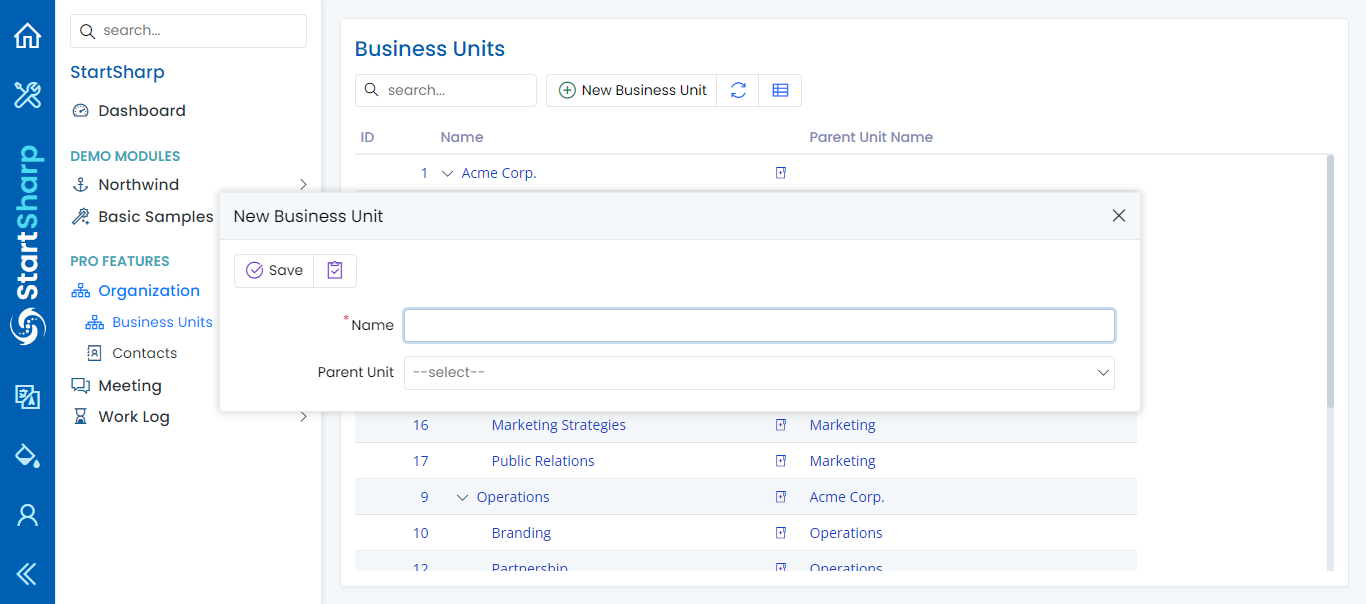 search...
StartSharp
Dashboard
DEMO MODULES
Northwind
Basic Samples
PRO FEATURES
Organization
Business Units
Contacts
Meeting
Work Log
StartSharp
Business Units
search...
New Business Unit
ID Name Parent Unit Name
1 Acme Corp.
New Business Unit
Save
*Name
Parent Unit --select--
16 Marketing Strategies Marketing
17 Public Relations Marketing
9 Operations Acme Corp.
10 Branding Operations
12 Partnership Operations